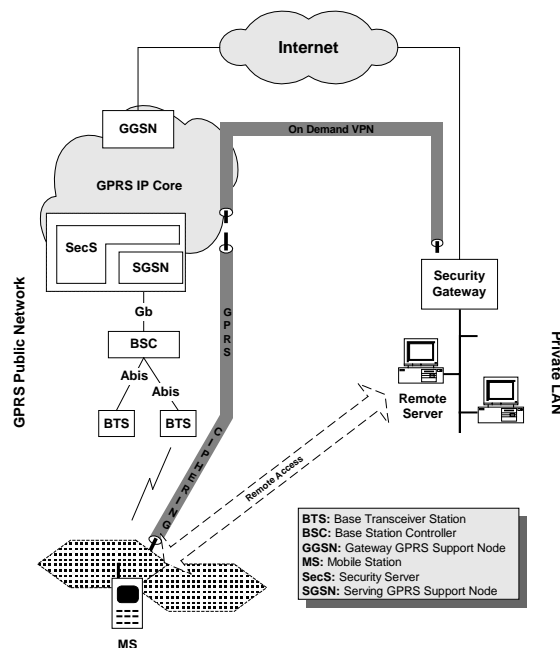 Internet
GGSN
On Demand VPN
GPRS IP Core
SecS
SGSN
Security
Gateway
Gb
GPRS
BSC
GPRS Public Network
Private LAN
Abis
Abis
Remote
Server
BTS
BTS
CIPHERING
Remote Access
BTS: Base Transceiver Station
BSC: Base Station Controller
GGSN: Gateway GPRS Support Node
MS: Mobile Station
SecS: Security Server
SGSN: Serving GPRS Support Node
MS